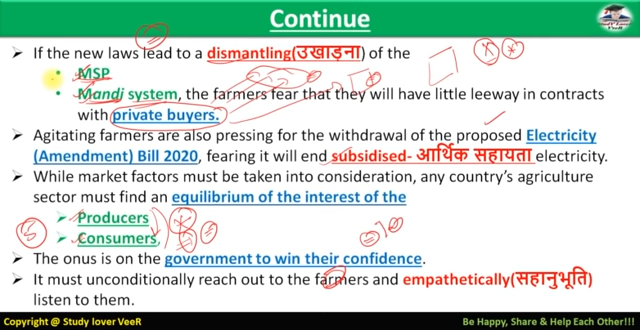 Continue
If the new laws lead to a dismantling(उखाड़ना) of the
MSP
Mandi system, the farmers fear that they will have little leeway in contracts
with private buyers.
Agitating farmers are also pressing for the withdrawal of the proposed Electricity
(Amendment) Bill 2020, fearing it will end subsidised- आर्थिक सहायता electricity.
While market factors must be taken into consideration, any country's agriculture
sector must find an equilibrium of the interest of the
Producers
Consumers,
The onus is on the government to win their confidence.
It must unconditionally reach out to the farmers and empathetically(सहानुभूति)
listen to them.
Copyright @ Study lover VeeR
Be Happy, Share & Help Each Other!!!